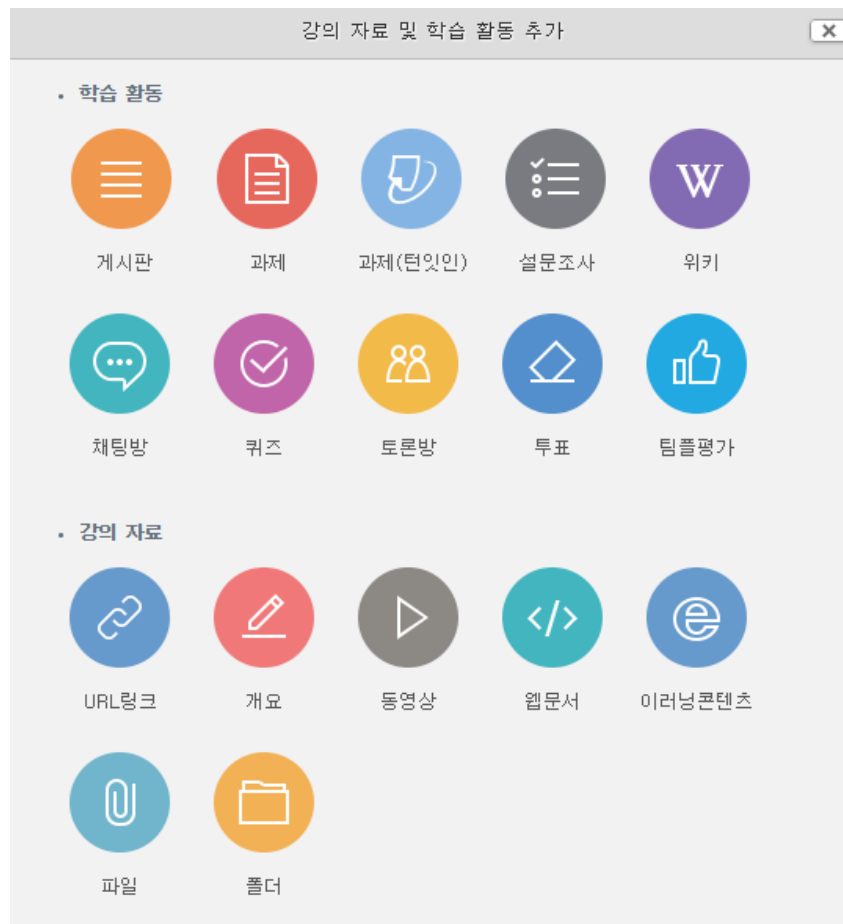 강의 자료 및 학습 활동 추가
• 학습 활동
게시판 과제 과제(턴잇인) 설문조사 위키
채팅방 퀴즈 토론방 투표 팀플평가
• 강의 자료
URL링크 개요 동영상 웹문서 이러닝콘텐츠
파일 폴더